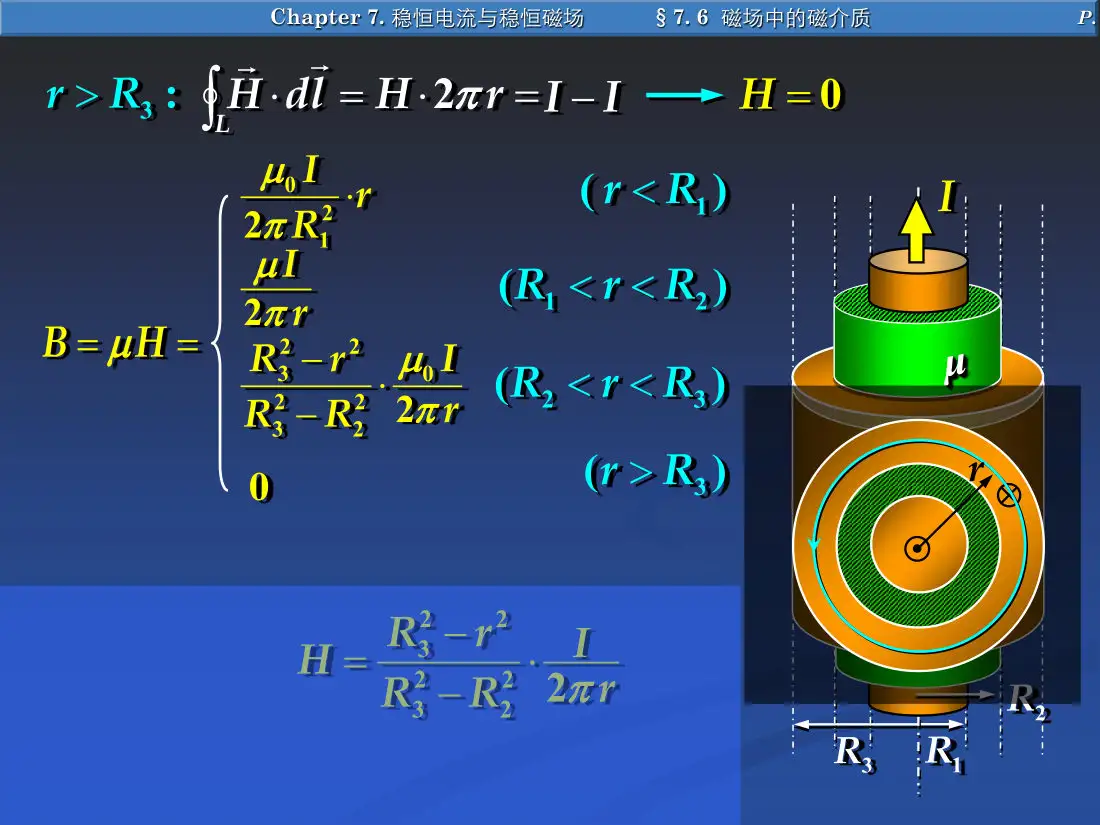 Chapter 7. 稳恒电流与稳恒磁场 § 7. 6 磁场中的磁介质 P.
r > R₃ : ∮_L H⃗ · dl⃗ = H · 2πr = I − I → H = 0
B = μH = { μ₀I / 2πR₁² · r (r < R₁)
μI / 2πr (R₁ < r < R₂)
R₃² − r² / R₃² − R₂² · μ₀I / 2πr (R₂ < r < R₃)
0 (r > R₃)
H = R₃² − r² / R₃² − R₂² · I / 2πr
I
μ
r
R₂
R₃ R₁